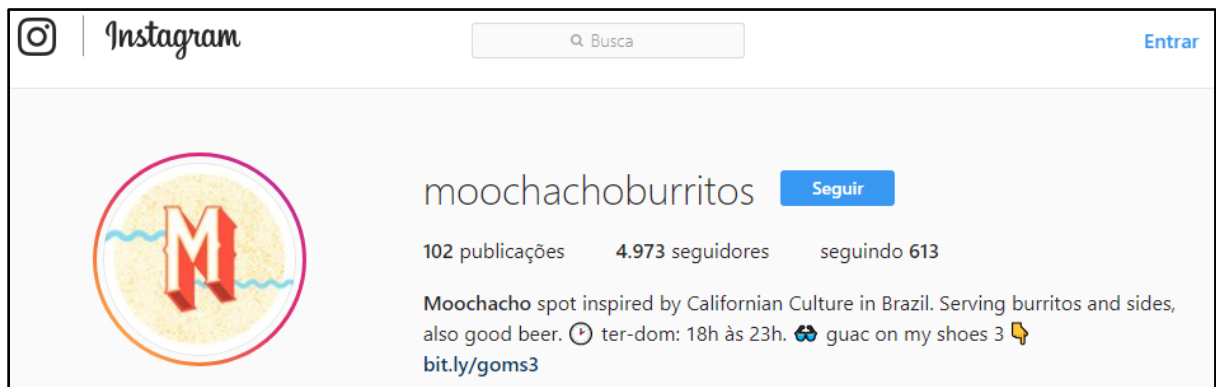 Instagram
Busca
Entrar
M
moochachoburritos
Seguir
102 publicações 4.973 seguidores seguindo 613
Moochacho spot inspired by Californian Culture in Brazil. Serving burritos and sides,
also good beer. 🕑 ter-dom: 18h às 23h. 🕶 guac on my shoes 3 👇
bit.ly/goms3